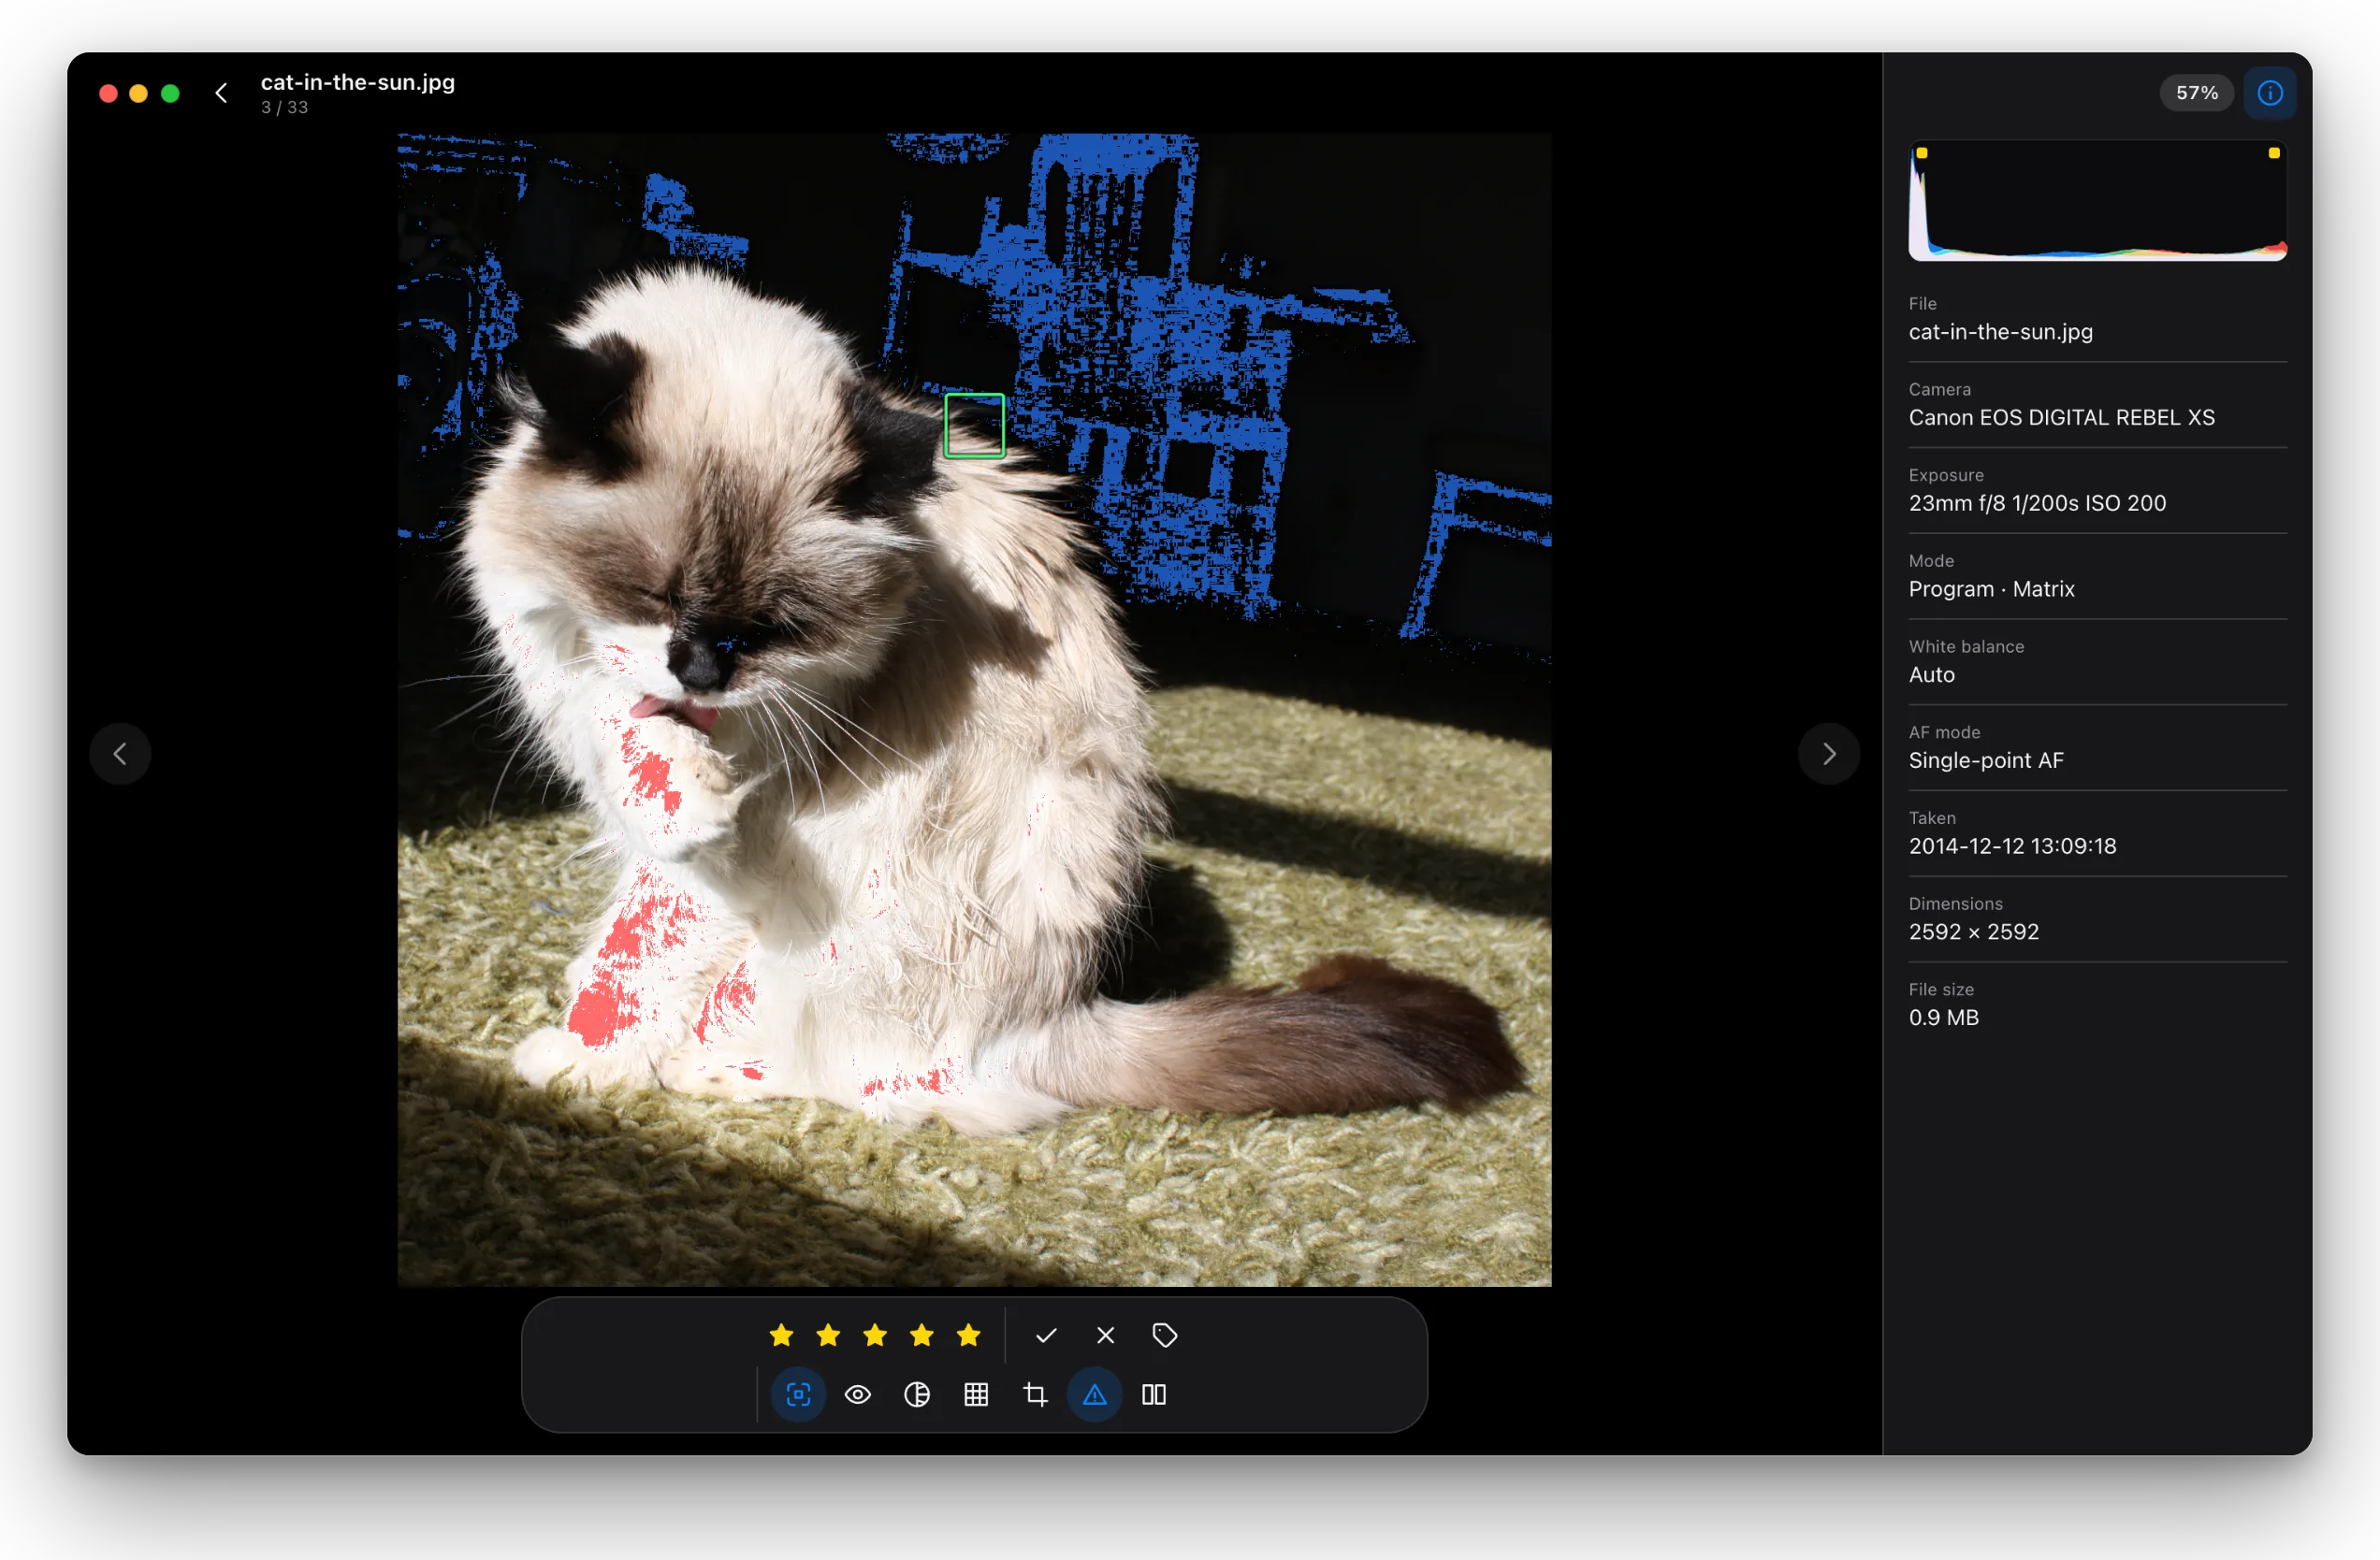 cat-in-the-sun.jpg
3 / 33
57%
File
cat-in-the-sun.jpg
Camera
Canon EOS DIGITAL REBEL XS
Exposure
23mm f/8 1/200s ISO 200
Mode
Program · Matrix
White balance
Auto
AF mode
Single-point AF
Taken
2014-12-12 13:09:18
Dimensions
2592 × 2592
File size
0.9 MB